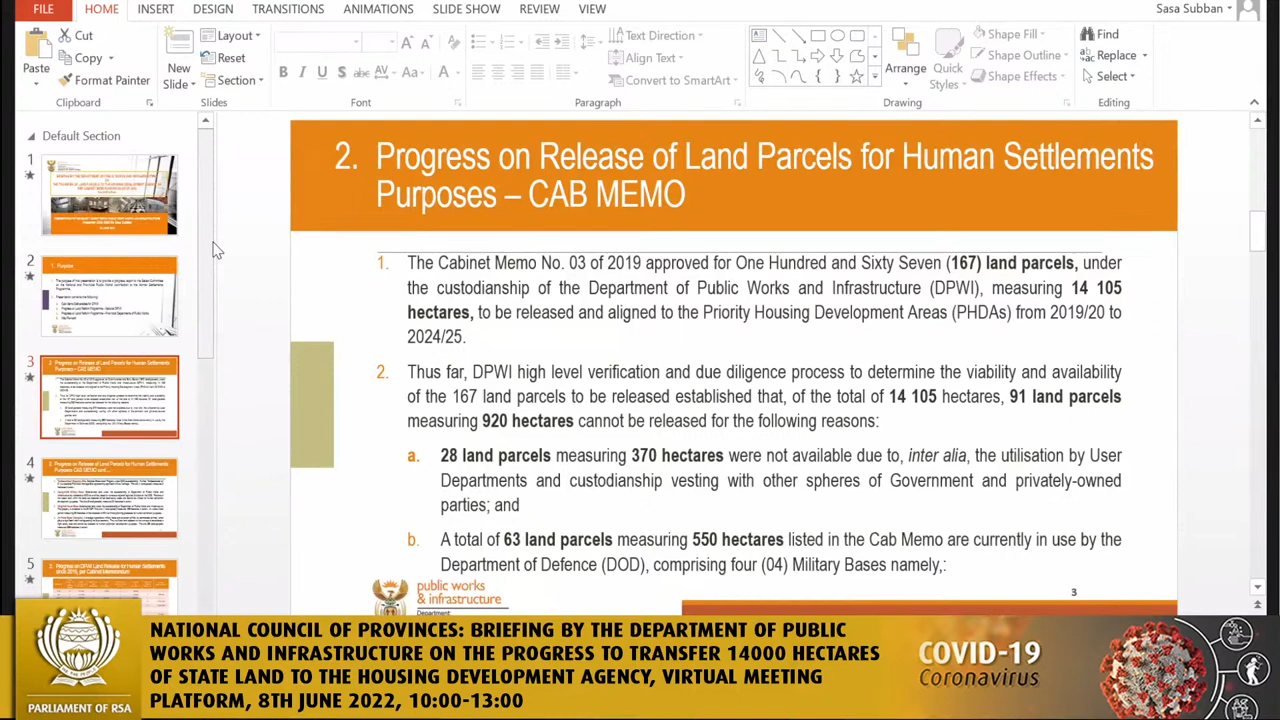 FILE HOME INSERT DESIGN TRANSITIONS ANIMATIONS SLIDE SHOW REVIEW VIEW Sasa Subban
Cut Layout Text Direction Shape Fill Find
Copy Reset Align Text Shape Outline Replace
Paste Format Painter New Slide Section Convert to SmartArt Arrange Quick Styles Shape Effects Select
Clipboard Slides Font Paragraph Drawing Editing
Default Section
1
2
3
4
5
2. Progress on Release of Land Parcels for Human Settlements
Purposes – CAB MEMO
1. The Cabinet Memo No. 03 of 2019 approved for One Hundred and Sixty Seven (167) land parcels, under
the custodianship of the Department of Public Works and Infrastructure (DPWI), measuring 14 105
hectares, to be released and aligned to the Priority Housing Development Areas (PHDAs) from 2019/20 to
2024/25.
2. Thus far, DPWI high level verification and due diligence process to determine the viability and availability
of the 167 land parcels to be released established that, on a total of 14 105 hectares, 91 land parcels
measuring 920 hectares cannot be released for the following reasons:
a. 28 land parcels measuring 370 hectares were not available due to, inter alia, the utilisation by User
Departments and custodianship vesting with other spheres of Government and privately-owned
parties; and
b. A total of 63 land parcels measuring 550 hectares listed in the Cab Memo are currently in use by the
Department of Defence (DOD), comprising four (04) Military Bases namely,:
public works
& infrastructure
Department:
3
NATIONAL COUNCIL OF PROVINCES: BRIEFING BY THE DEPARTMENT OF PUBLIC
WORKS AND INFRASTRUCTURE ON THE PROGRESS TO TRANSFER 14000 HECTARES
OF STATE LAND TO THE HOUSING DEVELOPMENT AGENCY, VIRTUAL MEETING
PLATFORM, 8TH JUNE 2022, 10:00-13:00
PARLIAMENT OF RSA
COVID-19
Coronavirus